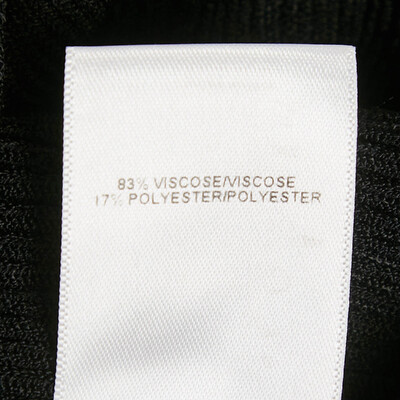 83% VISCOSE/VISCOSE
17% POLYESTER/POLYESTER